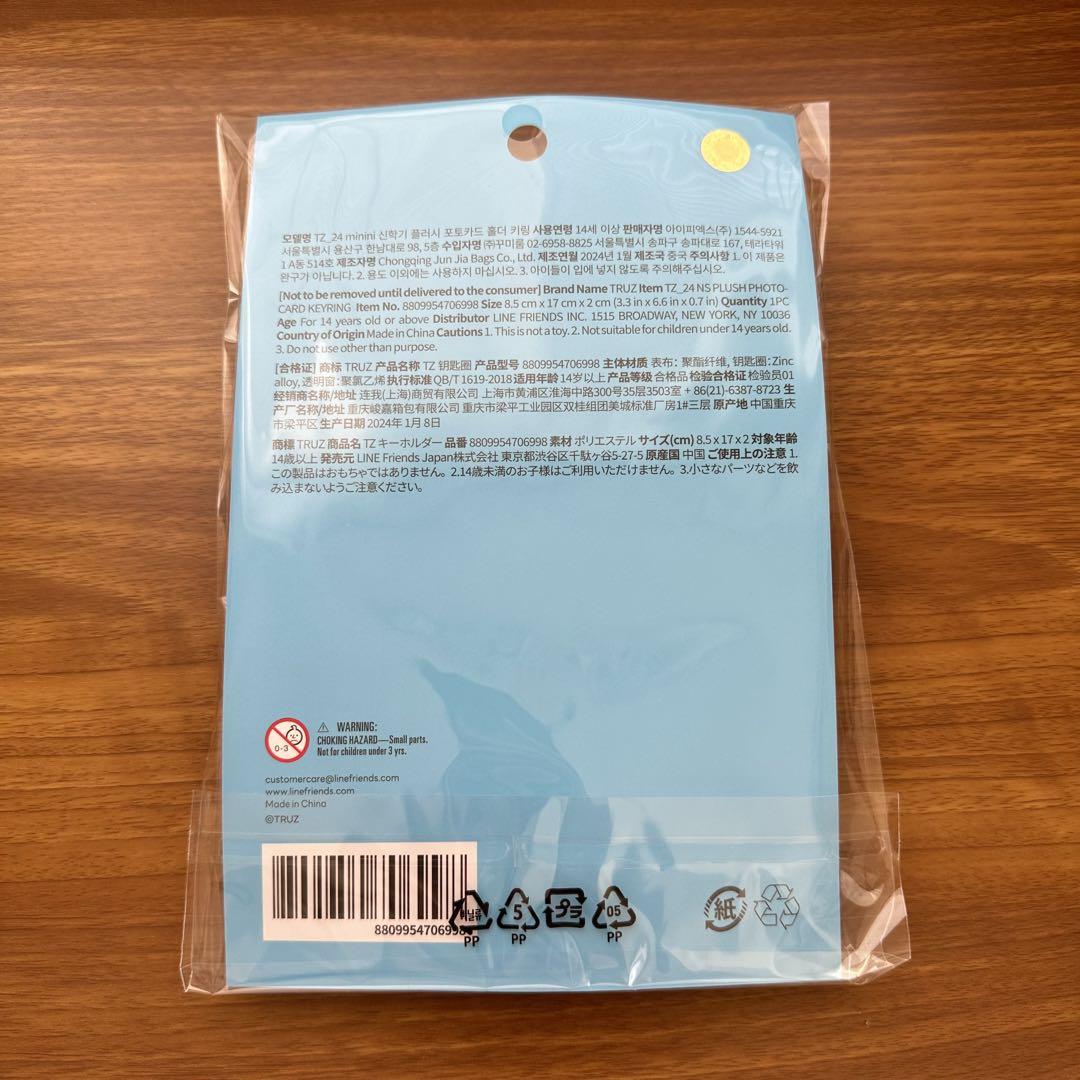 모델명 TZ_24 minini 신학기 플러시 포토카드 홀더 키링 사용연령 14세 이상 판매자명 아이피엑스(주) 1544-5921
서울특별시 용산구 한남대로 98, 5층 수입자명 ㈜꾸미룸 02-6958-8825 서울특별시 송파구 송파대로 167, 테라타워
1 A동 514호 제조자명 Chongqing Jun Jia Bags Co., Ltd. 제조연월 2024년 1월 제조국 중국 주의사항 1. 이 제품은
완구가 아닙니다. 2. 용도 이외에는 사용하지 마십시오. 3. 아이들이 입에 넣지 않도록 주의해주십시오.
[Not to be removed until delivered to the consumer] Brand Name TRUZ Item TZ_24 NS PLUSH PHOTO-
CARD KEYRING Item No. 8809954706998 Size 8.5 cm x 17 cm x 2 cm (3.3 in x 6.6 in x 0.7 in) Quantity 1PC
Age For 14 years old or above Distributor LINE FRIENDS INC. 1515 BROADWAY, NEW YORK, NY 10036
Country of Origin Made in China Cautions 1. This is not a toy. 2. Not suitable for children under 14 years old.
3. Do not use other than purpose.
[合格证] 商标 TRUZ 产品名称 TZ 钥匙圈 产品型号 8809954706998 主体材质 表布：聚酯纤维, 钥匙圈：Zinc
alloy, 透明窗：聚氯乙烯 执行标准 QB/T 1619-2018 适用年龄 14岁以上 产品等级 合格品 检验合格证 检验员01
经销商名称/地址 连我(上海)商贸有限公司 上海市黄浦区淮海中路300号35层3503室 + 86(21)-6387-8723 生
产厂名称/地址 重庆峻嘉箱包有限公司 重庆市梁平工业园区双桂组团美城标准厂房1#三层 原产地 中国重庆
市梁平区 生产日期 2024年 1月 8日
商標 TRUZ 商品名 TZ キーホルダー 品番 8809954706998 素材 ポリエステル サイズ(cm) 8.5 x 17 x 2 対象年齢
14歳以上 発売元 LINE Friends Japan株式会社 東京都渋谷区千駄ヶ谷5-27-5 原産国 中国 ご使用上の注意 1.
この製品はおもちゃではありません。2.14歳未満のお子様はご利用いただけません。3.小さなパーツなどを飲
み込まないようご注意ください。
0-3
WARNING:
CHOKING HAZARD—Small parts.
Not for children under 3 yrs.
customercare@linefriends.com
www.linefriends.com
Made in China
©TRUZ
8809954706998
비닐류 PP
5 PP
プラ
05 PP
紙